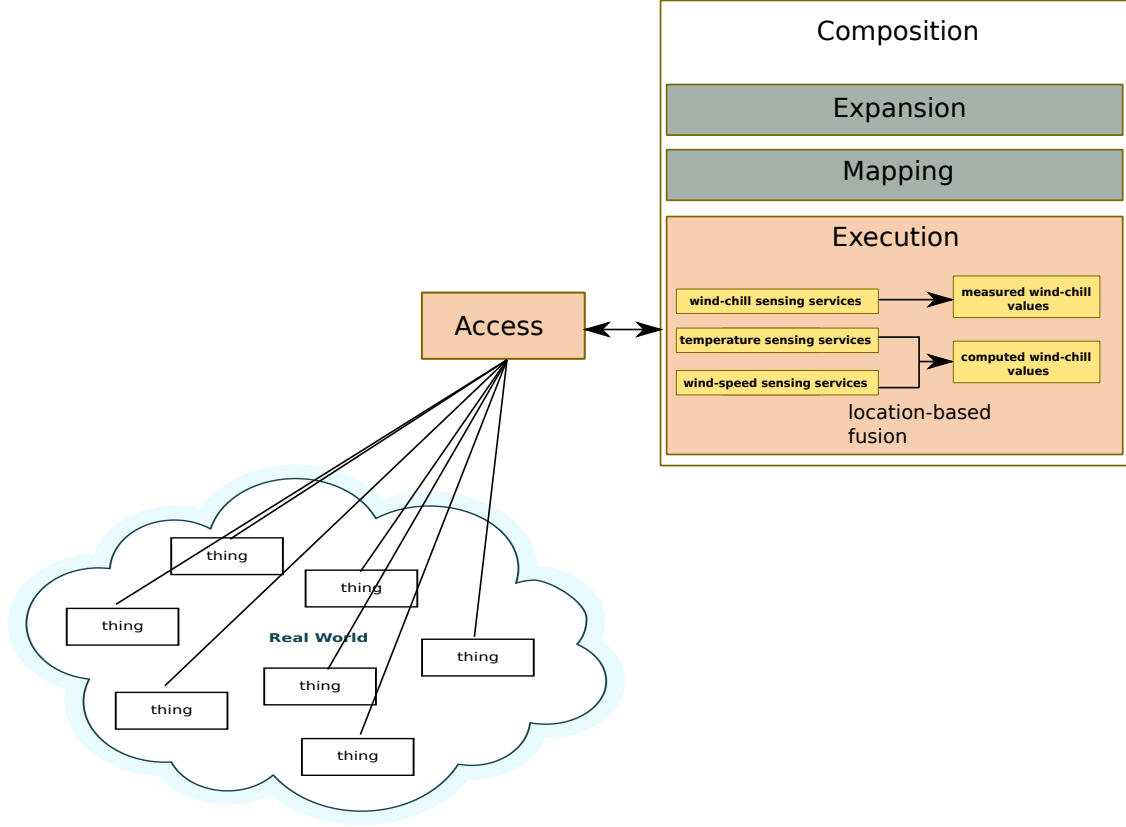 Composition
Expansion
Mapping
Execution
wind-chill sensing services
measured wind-chill
values
temperature sensing services
computed wind-chill
values
wind-speed sensing services
location-based
fusion
Access
thing
thing
thing
Real World
thing
thing
thing
thing